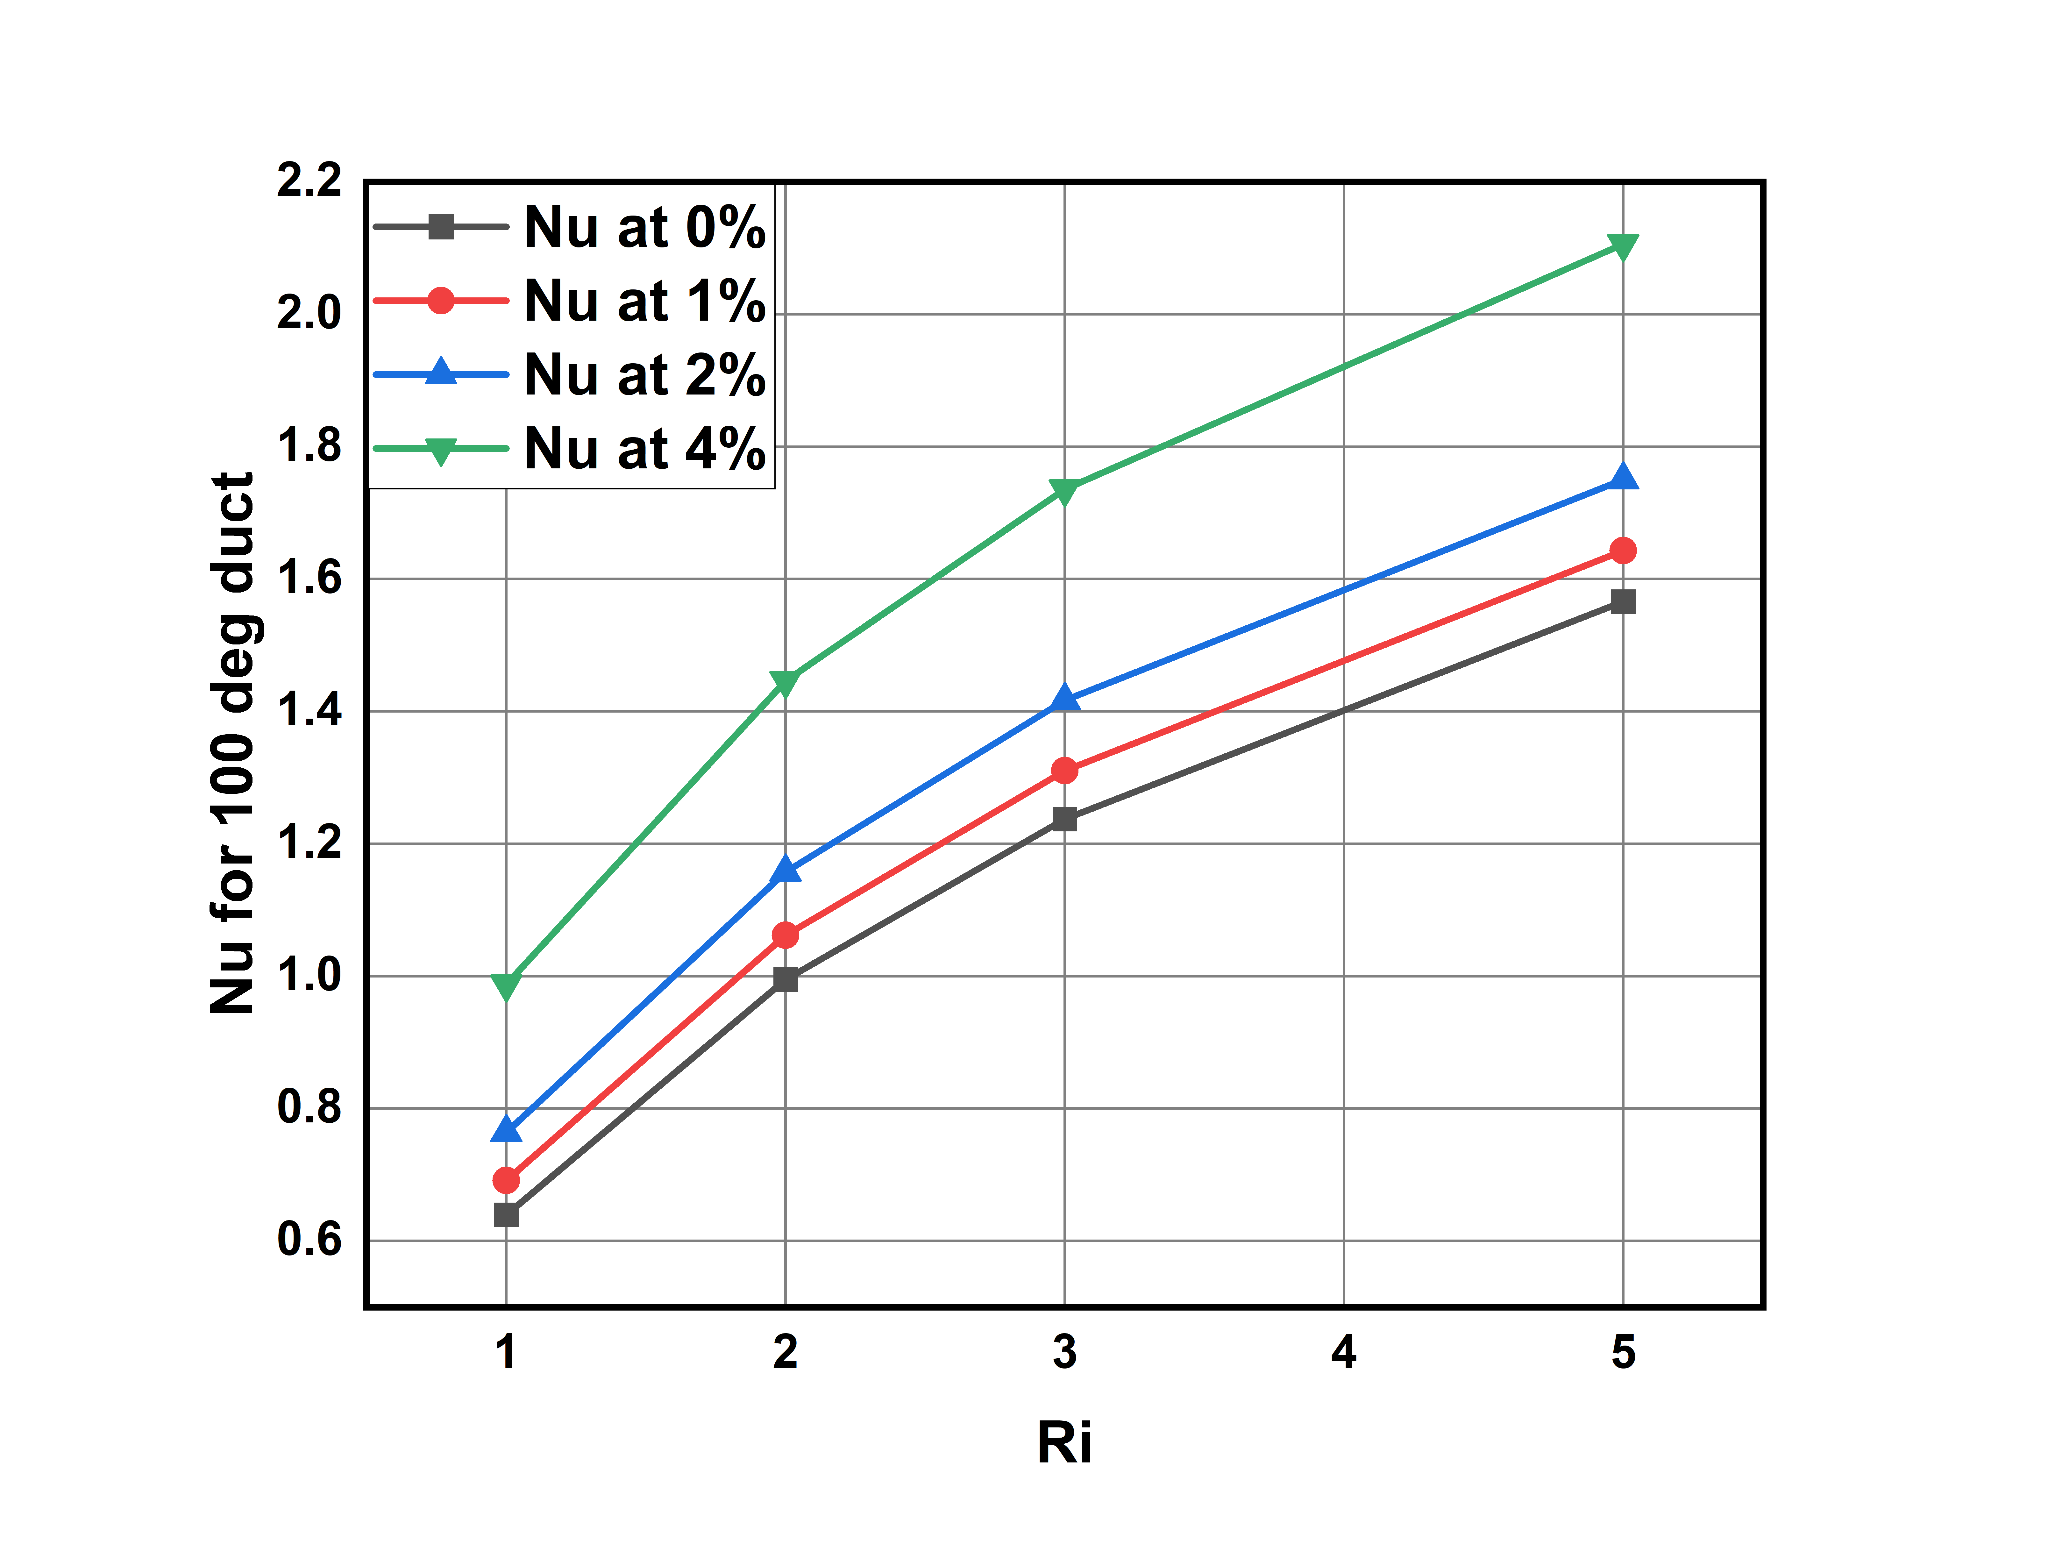 2.2
2.0
1.8
1.6
1.4
1.2
1.0
0.8
0.6
Nu for 100 deg duct
Nu at 0%
Nu at 1%
Nu at 2%
Nu at 4%
1 2 3 4 5
Ri